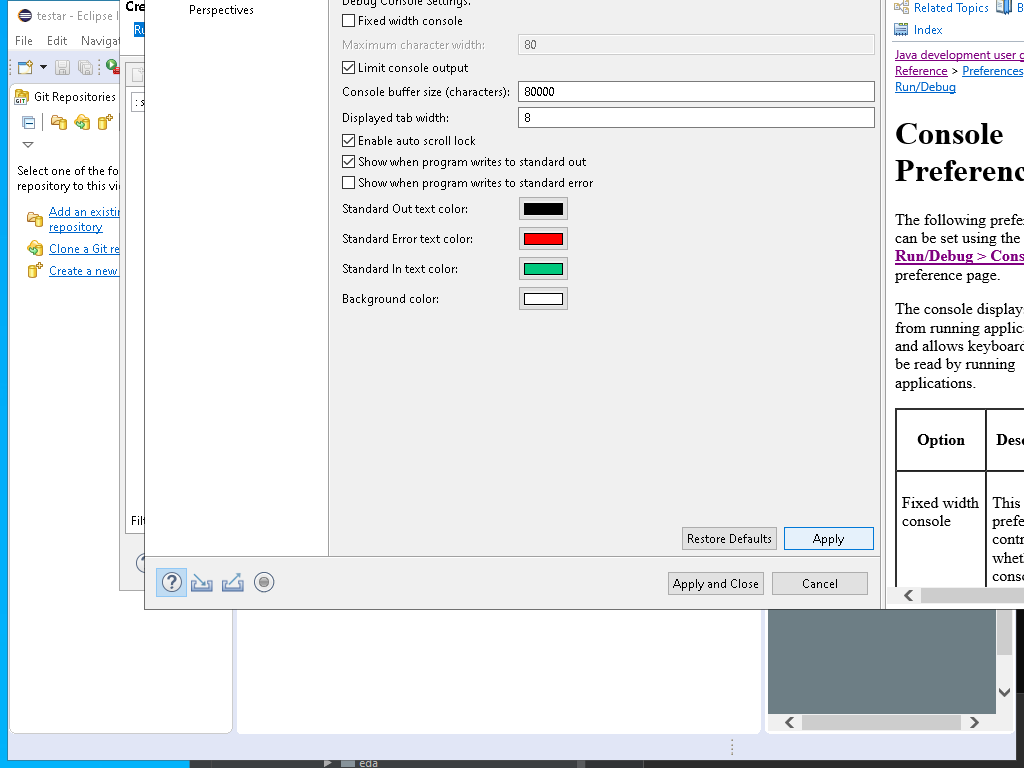 testar - Eclipse I
File Edit Navigat
Git Repositories
Select one of the fo
repository to this vi
Add an existin
repository
Clone a Git re
Create a new
Cre
Ru
: s
Filt
Perspectives
Debug Console Settings.
Fixed width console
Maximum character width: 80
Limit console output
Console buffer size (characters): 80000
Displayed tab width: 8
Enable auto scroll lock
Show when program writes to standard out
Show when program writes to standard error
Standard Out text color:
Standard Error text color:
Standard In text color:
Background color:
Restore Defaults Apply
Apply and Close Cancel
Related Topics B
Index
Java development user g
Reference > Preferences
Run/Debug
Console
Preferenc
The following prefer
can be set using the
Run/Debug > Cons
preference page.
The console displays
from running applica
and allows keyboard
be read by running
applications.
Option Desc
Fixed width
console
This
prefe
contr
wheth
conso
eda